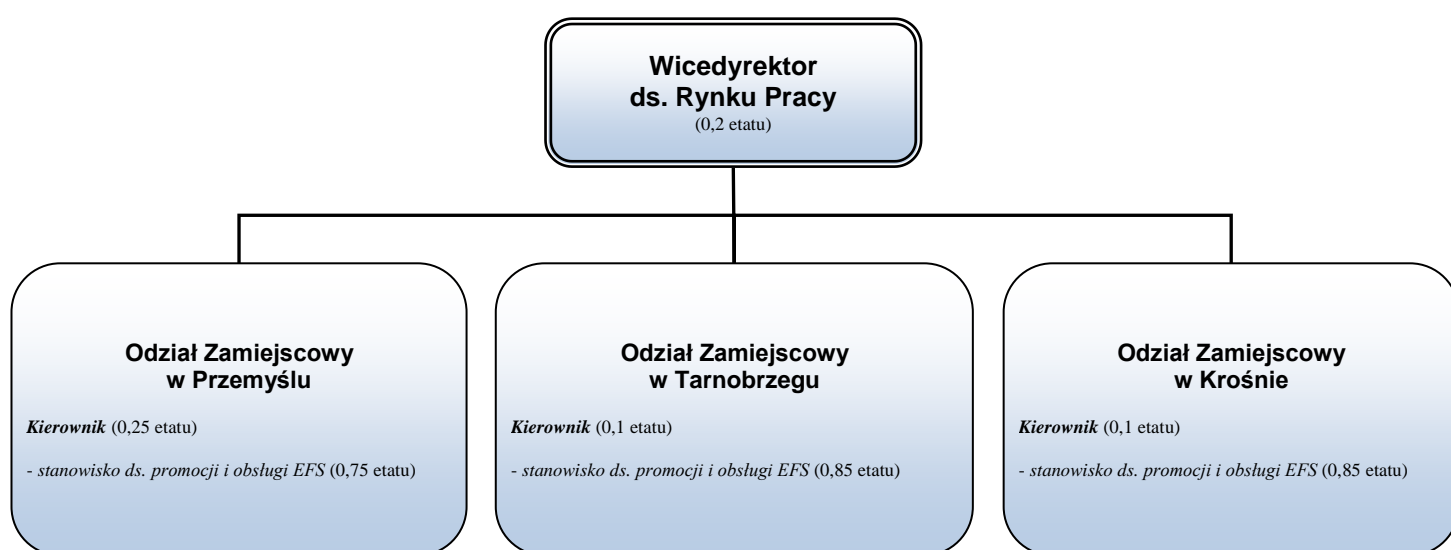 Wicedyrektor
ds. Rynku Pracy
(0,2 etatu)
Odział Zamiejscowy
w Przemyślu
Kierownik (0,25 etatu)
- stanowisko ds. promocji i obsługi EFS (0,75 etatu)
Odział Zamiejscowy
w Tarnobrzegu
Kierownik (0,1 etatu)
- stanowisko ds. promocji i obsługi EFS (0,85 etatu)
Odział Zamiejscowy
w Krośnie
Kierownik (0,1 etatu)
- stanowisko ds. promocji i obsługi EFS (0,85 etatu)